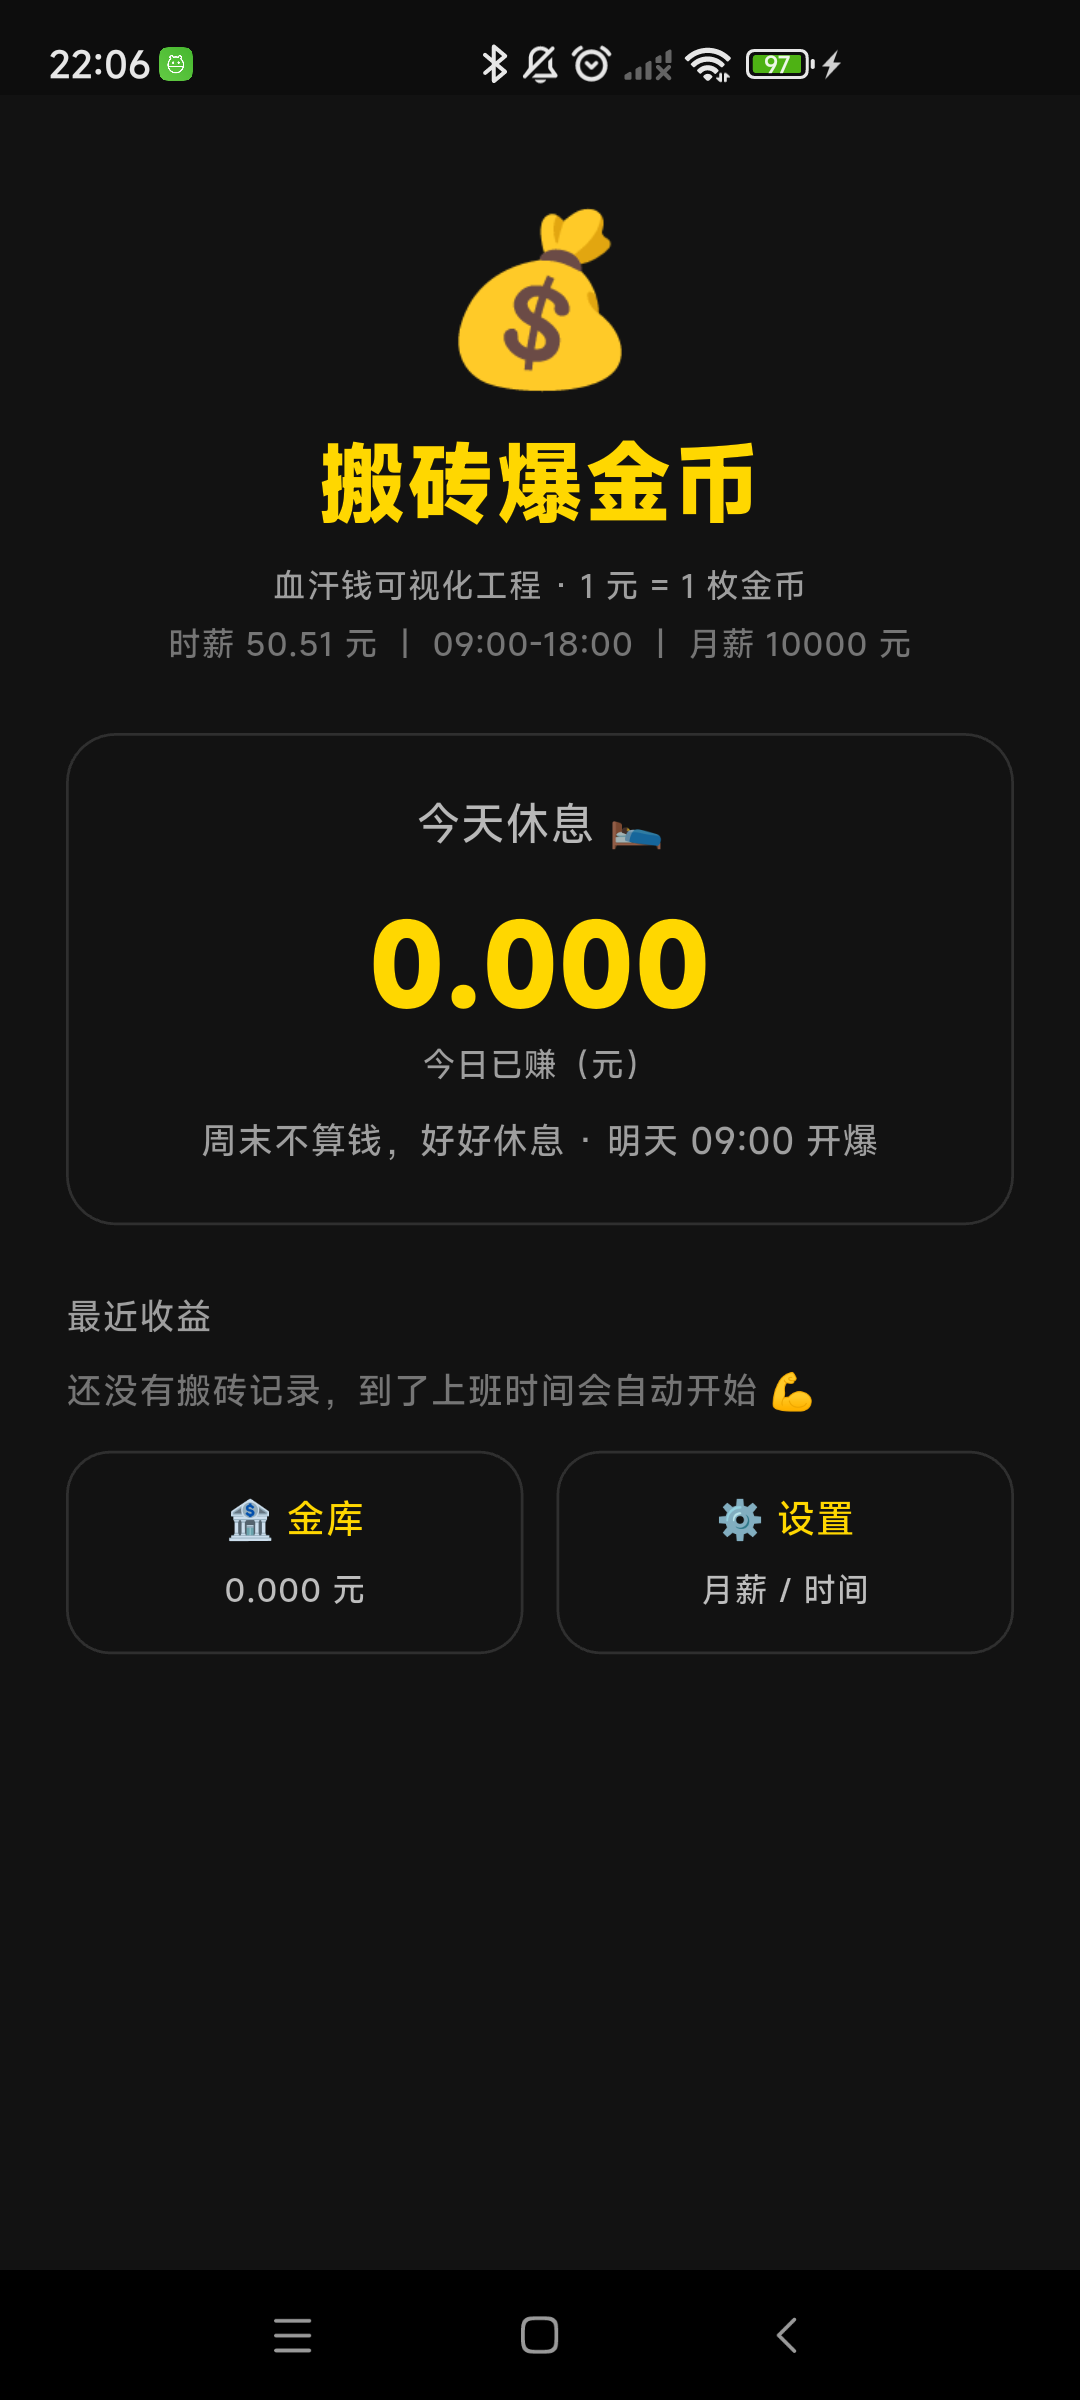 22:06
97
搬砖爆金币
血汗钱可视化工程 · 1 元 = 1 枚金币
时薪 50.51 元 | 09:00-18:00 | 月薪 10000 元
今天休息
0.000
今日已赚（元）
周末不算钱，好好休息 · 明天 09:00 开爆
最近收益
还没有搬砖记录，到了上班时间会自动开始
金库
0.000 元
设置
月薪 / 时间